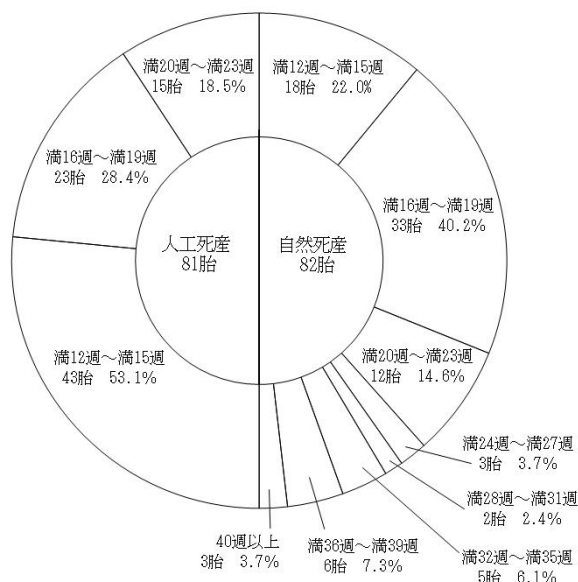 満20週～満23週
15胎 18.5%
満12週～満15週
18胎 22.0%
満16週～満19週
23胎 28.4%
満16週～満19週
33胎 40.2%
人工死産
81胎
自然死産
82胎
満12週～満15週
43胎 53.1%
満20週～満23週
12胎 14.6%
満24週～満27週
3胎 3.7%
満28週～満31週
2胎 2.4%
満32週～満35週
5胎 6.1%
満36週～満39週
6胎 7.3%
40週以上
3胎 3.7%